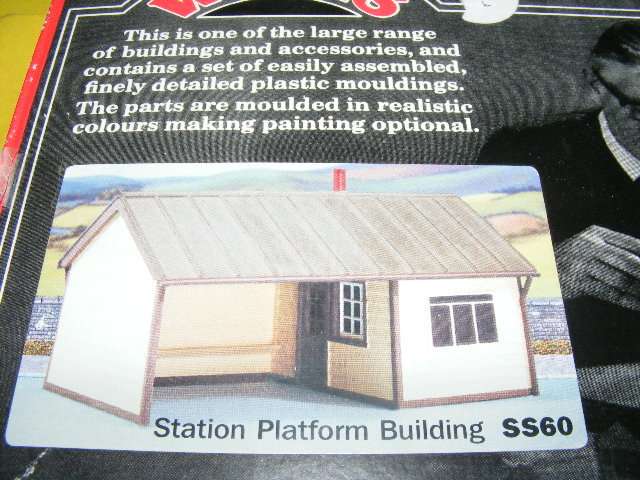 This is one of the large range
of buildings and accessories, and
contains a set of easily assembled,
finely detailed plastic mouldings.
The parts are moulded in realistic
colours making painting optional.
Station Platform Building SS60